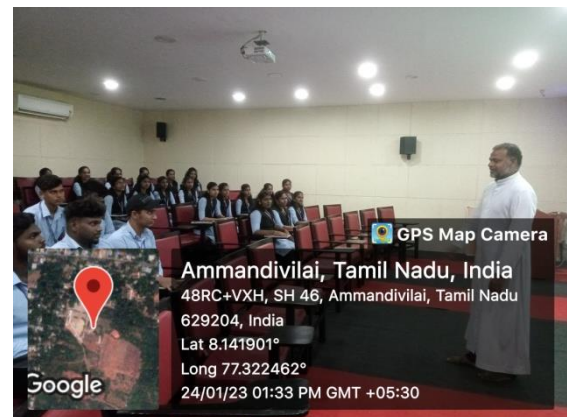 GPS Map Camera
Ammandivilai, Tamil Nadu, India
48RC+VXH, SH 46, Ammandivilai, Tamil Nadu
629204, India
Lat 8.141901°
Long 77.322462°
24/01/23 01:33 PM GMT +05:30
Google